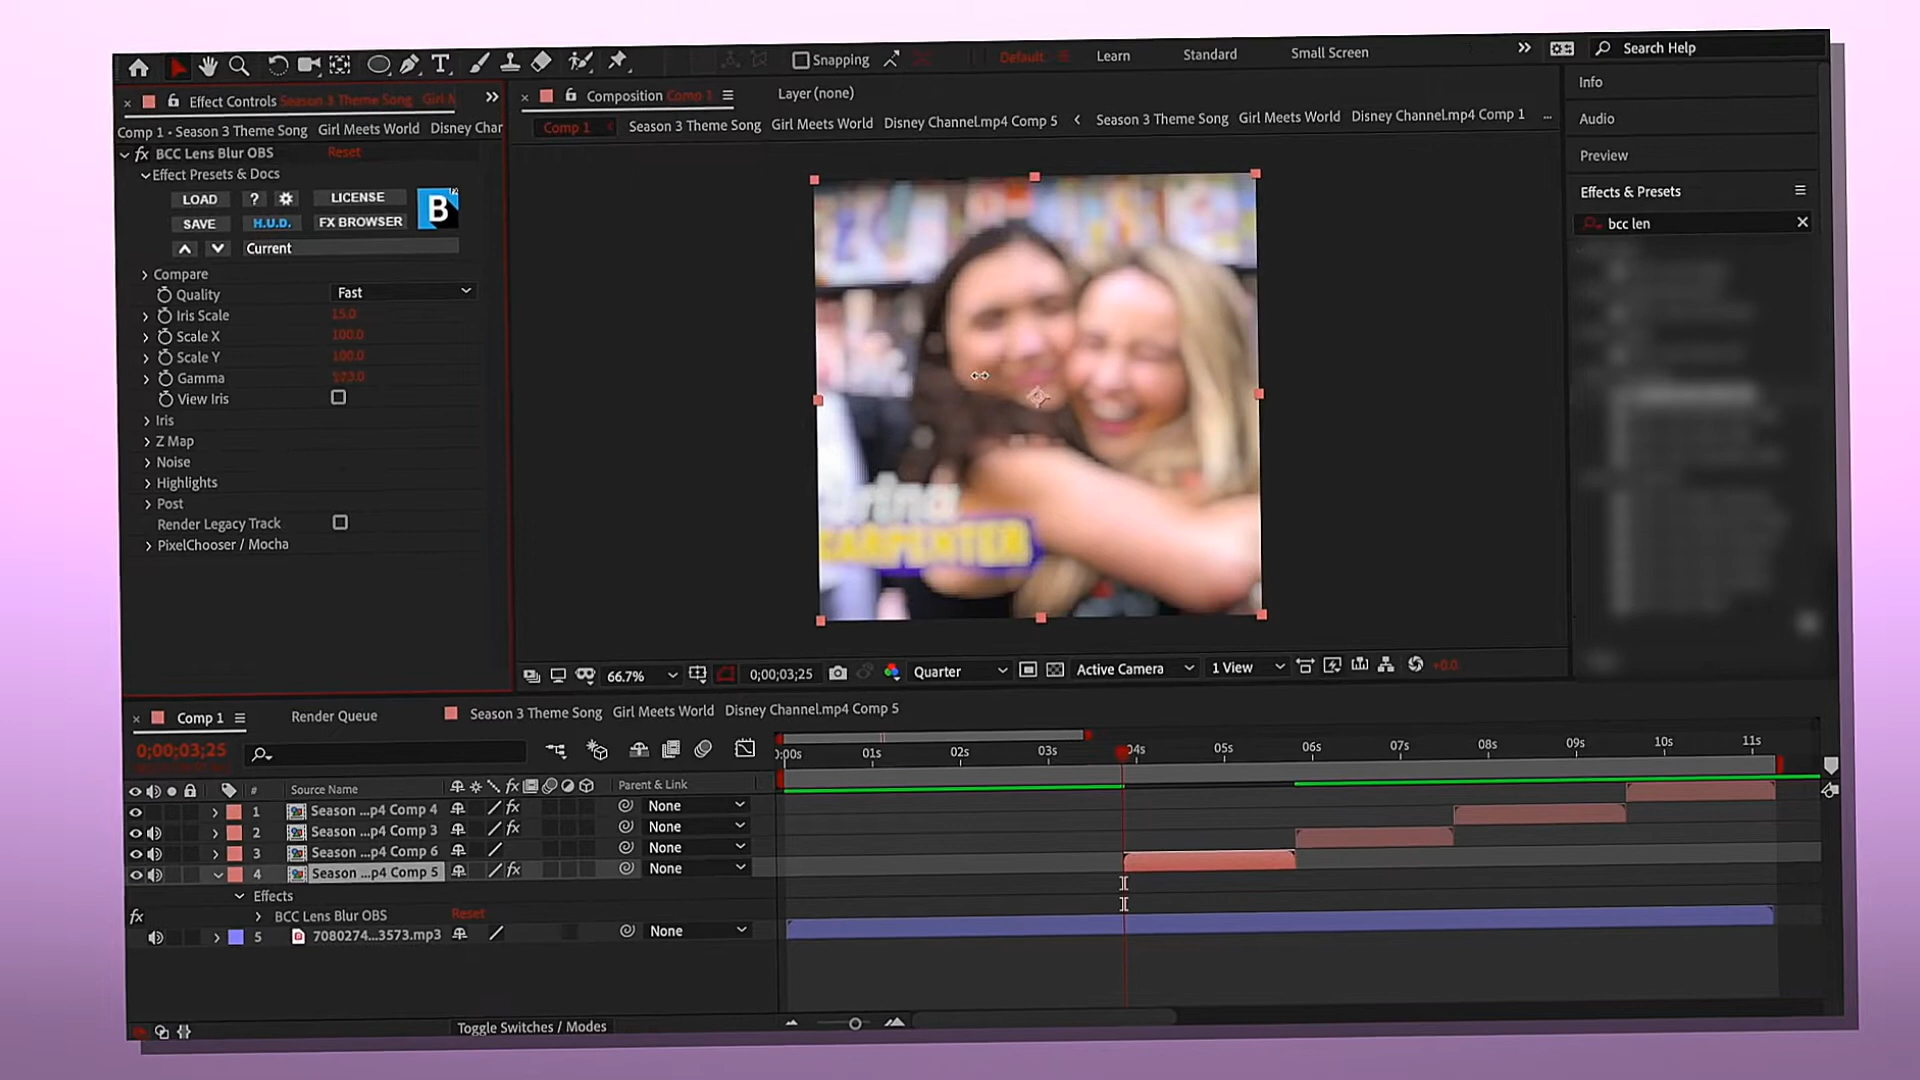 Snapping
Default
Learn
Standard
Small Screen
Search Help
Effect Controls Season 3 Theme Song Girl M
Composition Comp 1
Layer (none)
Info
Comp 1 • Season 3 Theme Song Girl Meets World Disney Chan
Comp 1
Season 3 Theme Song Girl Meets World Disney Channel.mp4 Comp 5
Season 3 Theme Song Girl Meets World Disney Channel.mp4 Comp 1
...
Audio
fx BCC Lens Blur OBS
Reset
Preview
Effect Presets & Docs
Effects & Presets
LOAD
?
LICENSE
B
SAVE
H.U.D.
FX BROWSER
bcc len
Current
Compare
Quality
Fast
Iris Scale
15.0
Scale X
100.0
Scale Y
100.0
Gamma
View Iris
Iris
Z Map
Noise
Highlights
Post
Render Legacy Track
PixelChooser / Mocha
CARPENTER
66.7%
0;00;03;25
Quarter
Active Camera
1 View
+0.0
Comp 1
Render Queue
Season 3 Theme Song Girl Meets World Disney Channel.mp4 Comp 5
0;00;03;25
0:00s
01s
02s
03s
04s
05s
06s
07s
08s
09s
10s
11s
#
Source Name
fx
Parent & Link
1
Season ...p4 Comp 4
fx
None
2
Season ...p4 Comp 3
fx
None
3
Season ...p4 Comp 6
None
4
Season ...p4 Comp 5
fx
None
Effects
fx
BCC Lens Blur OBS
Reset
5
7080274...3573.mp3
None
Toggle Switches / Modes